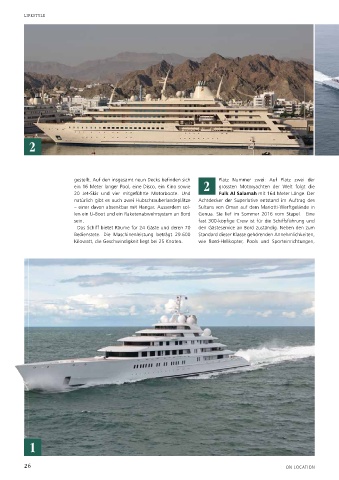 LIFESTYLE
2
gestellt. Auf den insgesamt neun Decks befinden sich
ein 16 Meter langer Pool, eine Disco, ein Kino sowie
20 Jet-Skis und vier mitgeführte Motorboote. Und
natürlich gibt es auch zwei Hubschrauberlandeplätze
– einer davon absenkbar mit Hangar. Ausserdem sol-
len ein U-Boot und ein Raketenabwehrsystem an Bord
sein.
Das Schiff bietet Räume für 24 Gäste und deren 70
Bedienstete. Die Maschinenleistung beträgt 29 600
Kilowatt, die Geschwindigkeit liegt bei 25 Knoten.
2
Platz Nummer zwei. Auf Platz zwei der
grössten Motoryachten der Welt folgt die
Fulk Al Salamah mit 164 Meter Länge. Der
Achtdecker der Superlative entstand im Auftrag des
Sultans von Oman auf dem Mariotti-Werftgelände in
Genua. Sie lief im Sommer 2016 vom Stapel. Eine
fast 300-köpfige Crew ist für die Schiffsführung und
den Gästeservice an Bord zuständig. Neben den zum
Standard dieser Klasse gehörenden Annehmlichkeiten,
wie Bord-Helikopter, Pools und Sporteinrichtungen,
1
26
ON LOCATION